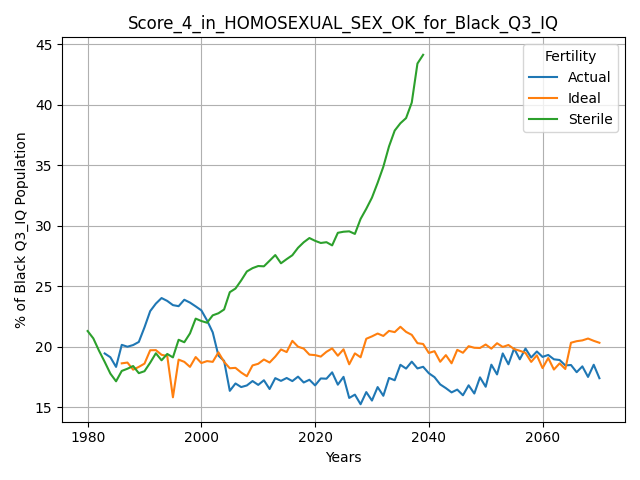 Score_4_in_HOMOSEXUAL_SEX_OK_for_Black_Q3_IQ
% of Black Q3_IQ Population
45
40
35
30
25
20
15
Fertility
Actual
Ideal
Sterile
1980
2000
2020
2040
2060
Years